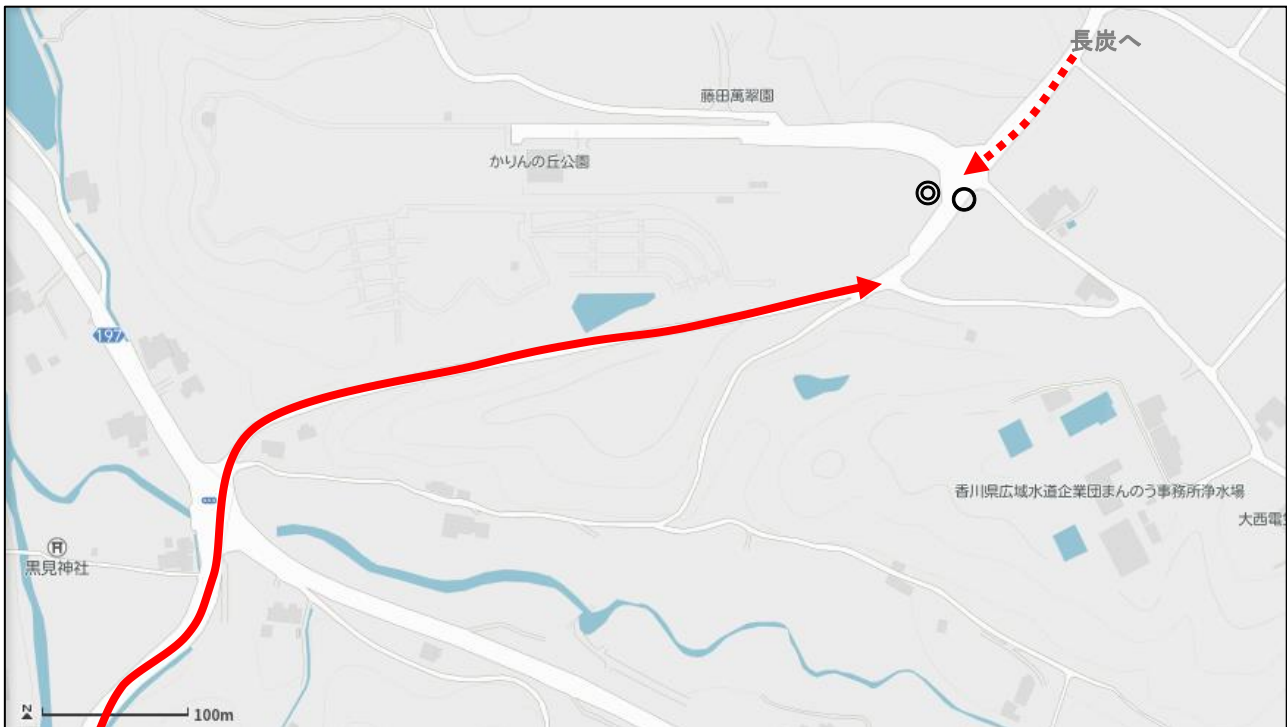 長炭へ
藤田萬翠園
かりんの丘公園
197
香川県広域水道企業団まんのう事務所浄水場
大西電
黒見神社
N
100m